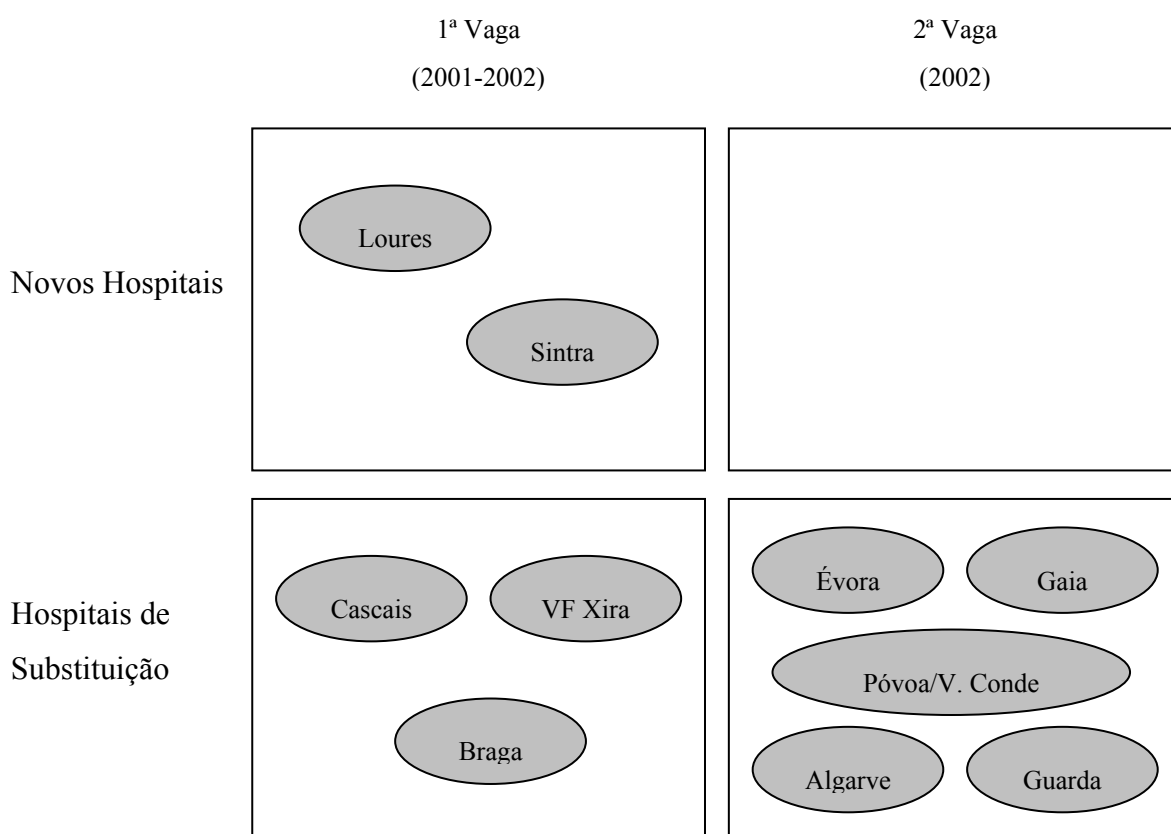 1ª Vaga
(2001-2002)
2ª Vaga
(2002)
Novos Hospitais
Loures
Sintra
Hospitais de
Substituição
Cascais
VF Xira
Braga
Évora
Gaia
Póvoa/V. Conde
Algarve
Guarda